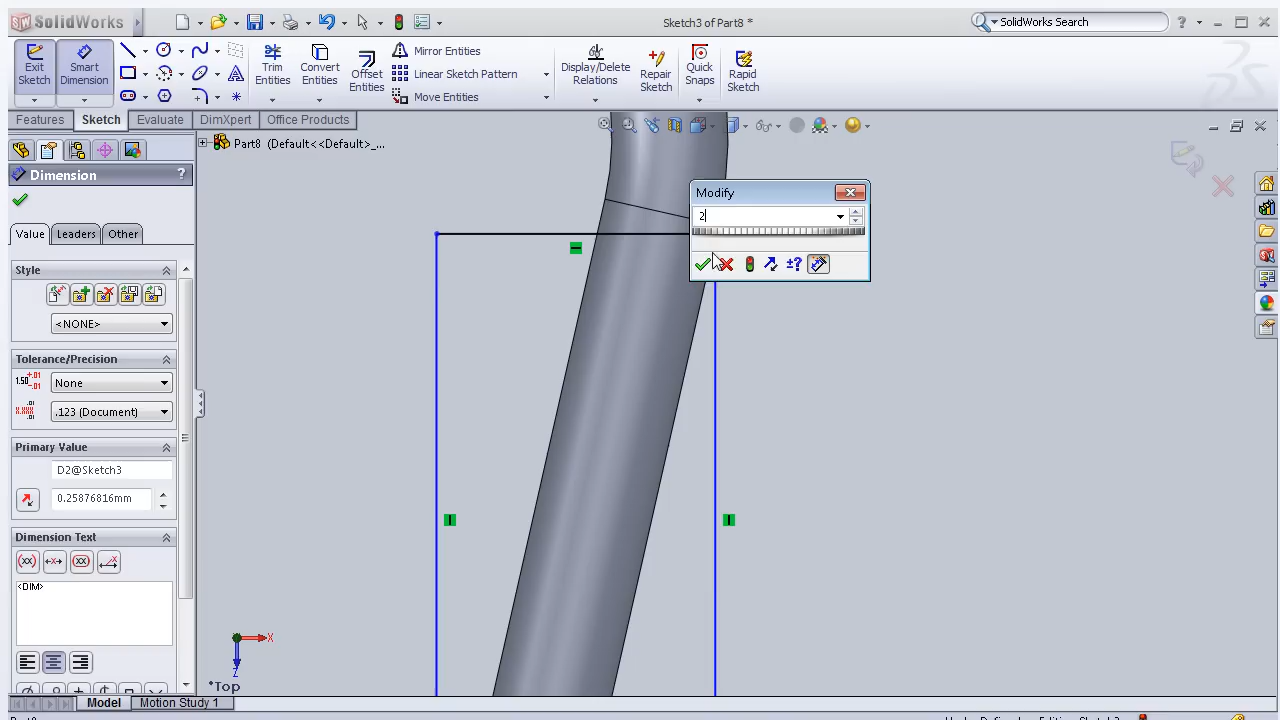 SolidWorks
Sketch3 of Part8 *
SolidWorks Search
Exit Sketch
Smart Dimension
Trim Entities
Convert Entities
Offset Entities
Mirror Entities
Linear Sketch Pattern
Move Entities
Display/Delete Relations
Repair Sketch
Quick Snaps
Rapid Sketch
Features
Sketch
Evaluate
DimXpert
Office Products
Part8 (Default<<Default>_...
Dimension
?
Value
Leaders
Other
Style
<NONE>
Tolerance/Precision
None
.123 (Document)
Primary Value
D2@Sketch3
0.25876816mm
Dimension Text
(xx)
<DIM>
Modify
2
±?
X
Z
*Top
Model
Motion Study 1